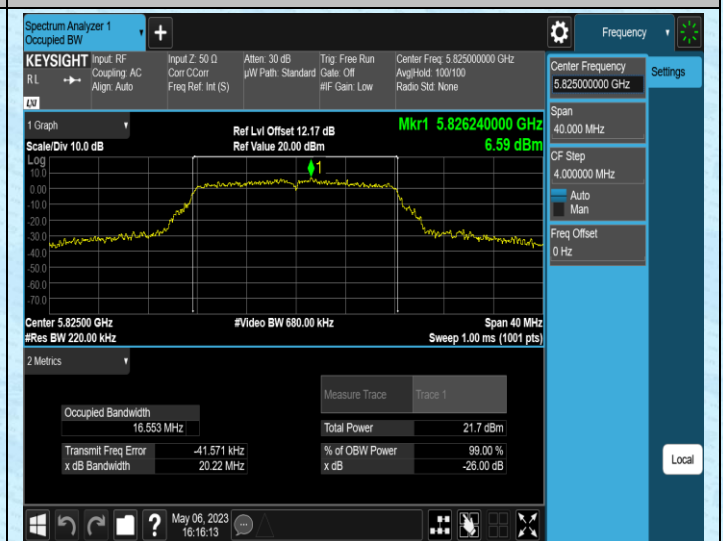 Spectrum Analyzer 1
Occupied BW
+
Frequency
KEYSIGHT
R L
LXI
Input: RF
Coupling: AC
Align: Auto
Input Z: 50 Ω
Corr CCorr
Freq Ref: Int (S)
Atten: 30 dB
µW Path: Standard
Trig: Free Run
Gate: Off
#IF Gain: Low
Center Freq: 5.825000000 GHz
Avg|Hold: 100/100
Radio Std: None
Center Frequency
5.825000000 GHz
Settings
Span
40.000 MHz
CF Step
4.000000 MHz
Auto
Man
Freq Offset
0 Hz
1 Graph
Scale/Div 10.0 dB
Ref Lvl Offset 12.17 dB
Ref Value 20.00 dBm
Mkr1 5.826240000 GHz
6.59 dBm
Log
10.0
0.00
-10.0
-20.0
-30.0
-40.0
-50.0
-60.0
-70.0
1
Center 5.82500 GHz
#Res BW 220.00 kHz
#Video BW 680.00 kHz
Span 40 MHz
Sweep 1.00 ms (1001 pts)
2 Metrics
Measure Trace
Trace 1
Occupied Bandwidth
16.553 MHz
Total Power
21.7 dBm
Transmit Freq Error
-41.571 kHz
% of OBW Power
99.00 %
x dB Bandwidth
20.22 MHz
x dB
-26.00 dB
Local
?
May 06, 2023
16:16:13